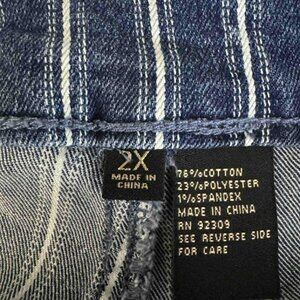 2X
MADE IN
CHINA
76%COTTON
23%POLYESTER
1%SPANDEX
MADE IN CHINA
RN 92309
SEE REVERSE SIDE
FOR CARE